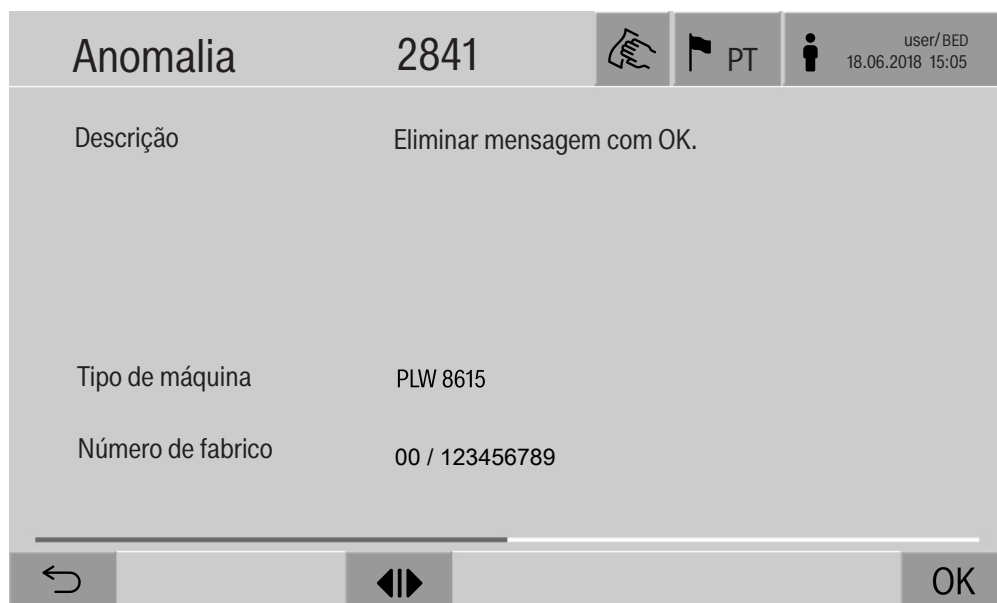 Anomalia 2841 PT user/BED
18.06.2018 15:05
Descrição Eliminar mensagem com OK.
Tipo de máquina PLW 8615
Número de fabrico 00 / 123456789
OK